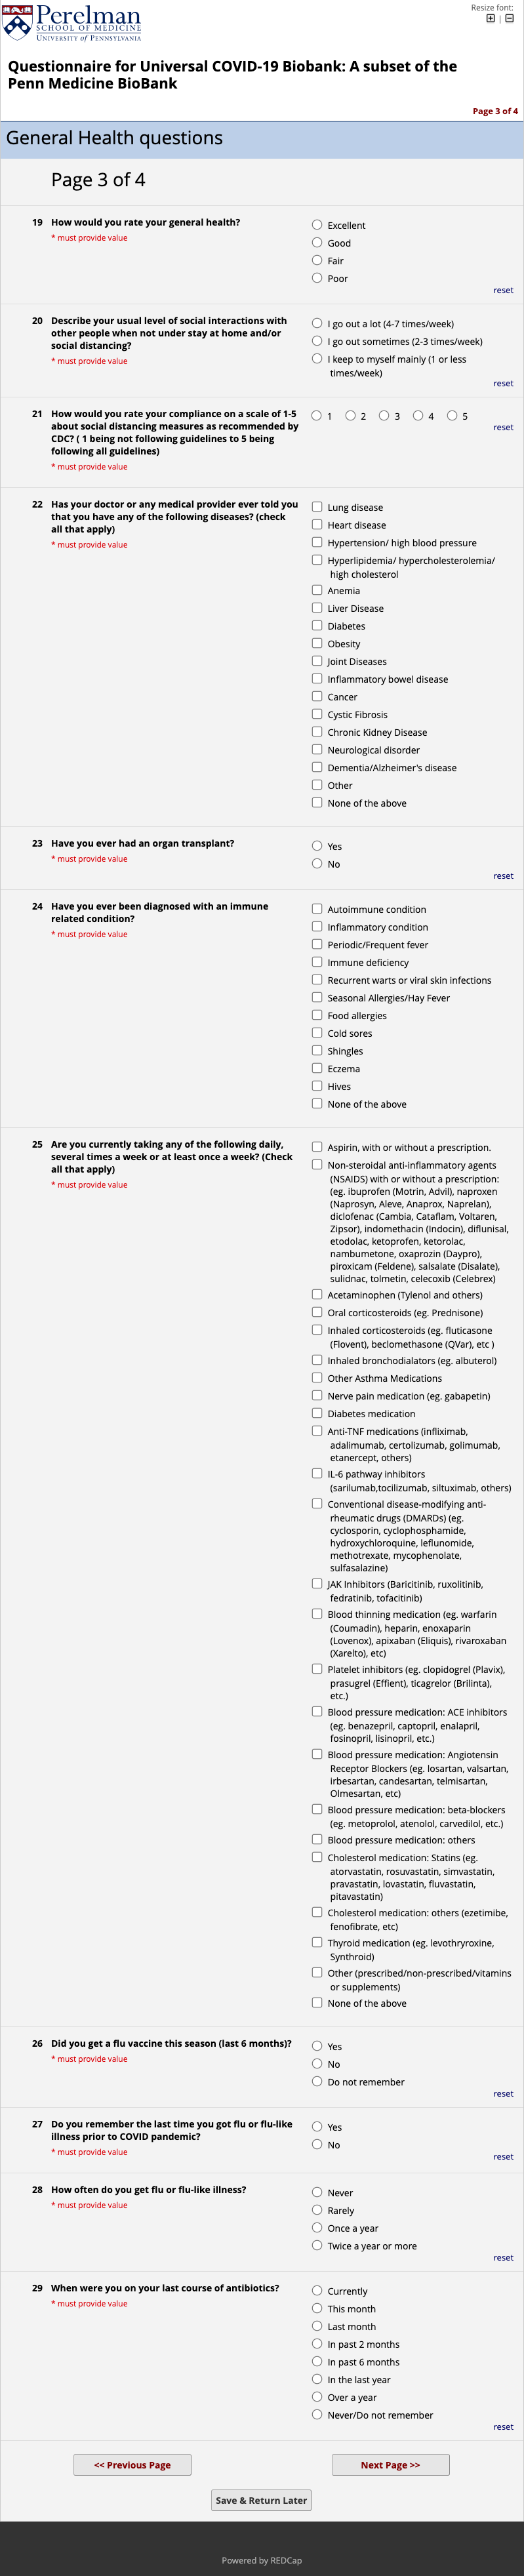 Perelman
SCHOOL OF MEDICINE
UNIVERSITY of PENNSYLVANIA
Resize font:
|
Questionnaire for Universal COVID-19 Biobank: A subset of the
Penn Medicine BioBank
Page 3 of 4
General Health questions
Page 3 of 4
19 How would you rate your general health?
* must provide value
Excellent
Good
Fair
Poor
reset
20 Describe your usual level of social interactions with
other people when not under stay at home and/or
social distancing?
* must provide value
I go out a lot (4-7 times/week)
I go out sometimes (2-3 times/week)
I keep to myself mainly (1 or less
times/week)
reset
21 How would you rate your compliance on a scale of 1-5
about social distancing measures as recommended by
CDC? ( 1 being not following guidelines to 5 being
following all guidelines)
* must provide value
1 2 3 4 5
reset
22 Has your doctor or any medical provider ever told you
that you have any of the following diseases? (check
all that apply)
* must provide value
Lung disease
Heart disease
Hypertension/ high blood pressure
Hyperlipidemia/ hypercholesterolemia/
high cholesterol
Anemia
Liver Disease
Diabetes
Obesity
Joint Diseases
Inflammatory bowel disease
Cancer
Cystic Fibrosis
Chronic Kidney Disease
Neurological disorder
Dementia/Alzheimer's disease
Other
None of the above
23 Have you ever had an organ transplant?
* must provide value
Yes
No
reset
24 Have you ever been diagnosed with an immune
related condition?
* must provide value
Autoimmune condition
Inflammatory condition
Periodic/Frequent fever
Immune deficiency
Recurrent warts or viral skin infections
Seasonal Allergies/Hay Fever
Food allergies
Cold sores
Shingles
Eczema
Hives
None of the above
25 Are you currently taking any of the following daily,
several times a week or at least once a week? (Check
all that apply)
* must provide value
Aspirin, with or without a prescription.
Non-steroidal anti-inflammatory agents
(NSAIDS) with or without a prescription:
(eg. ibuprofen (Motrin, Advil), naproxen
(Naprosyn, Aleve, Anaprox, Naprelan),
diclofenac (Cambia, Cataflam, Voltaren,
Zipsor), indomethacin (Indocin), diflunisal,
etodolac, ketoprofen, ketorolac,
nambumetone, oxaprozin (Daypro),
piroxicam (Feldene), salsalate (Disalate),
sulidnac, tolmetin, celecoxib (Celebrex)
Acetaminophen (Tylenol and others)
Oral corticosteroids (eg. Prednisone)
Inhaled corticosteroids (eg. fluticasone
(Flovent), beclomethasone (QVar), etc )
Inhaled bronchodialators (eg. albuterol)
Other Asthma Medications
Nerve pain medication (eg. gabapetin)
Diabetes medication
Anti-TNF medications (infliximab,
adalimumab, certolizumab, golimumab,
etanercept, others)
IL-6 pathway inhibitors
(sarilumab,tocilizumab, siltuximab, others)
Conventional disease-modifying anti-
rheumatic drugs (DMARDs) (eg.
cyclosporin, cyclophosphamide,
hydroxychloroquine, leflunomide,
methotrexate, mycophenolate,
sulfasalazine)
JAK Inhibitors (Baricitinib, ruxolitinib,
fedratinib, tofacitinib)
Blood thinning medication (eg. warfarin
(Coumadin), heparin, enoxaparin
(Lovenox), apixaban (Eliquis), rivaroxaban
(Xarelto), etc)
Platelet inhibitors (eg. clopidogrel (Plavix),
prasugrel (Effient), ticagrelor (Brilinta),
etc.)
Blood pressure medication: ACE inhibitors
(eg. benazepril, captopril, enalapril,
fosinopril, lisinopril, etc.)
Blood pressure medication: Angiotensin
Receptor Blockers (eg. losartan, valsartan,
irbesartan, candesartan, telmisartan,
Olmesartan, etc)
Blood pressure medication: beta-blockers
(eg. metoprolol, atenolol, carvedilol, etc.)
Blood pressure medication: others
Cholesterol medication: Statins (eg.
atorvastatin, rosuvastatin, simvastatin,
pravastatin, lovastatin, fluvastatin,
pitavastatin)
Cholesterol medication: others (ezetimibe,
fenofibrate, etc)
Thyroid medication (eg. levothryroxine,
Synthroid)
Other (prescribed/non-prescribed/vitamins
or supplements)
None of the above
26 Did you get a flu vaccine this season (last 6 months)?
* must provide value
Yes
No
Do not remember
reset
27 Do you remember the last time you got flu or flu-like
illness prior to COVID pandemic?
* must provide value
Yes
No
reset
28 How often do you get flu or flu-like illness?
* must provide value
Never
Rarely
Once a year
Twice a year or more
reset
29 When were you on your last course of antibiotics?
* must provide value
Currently
This month
Last month
In past 2 months
In past 6 months
In the last year
Over a year
Never/Do not remember
reset
<< Previous Page
Next Page >>
Save & Return Later
Powered by REDCap